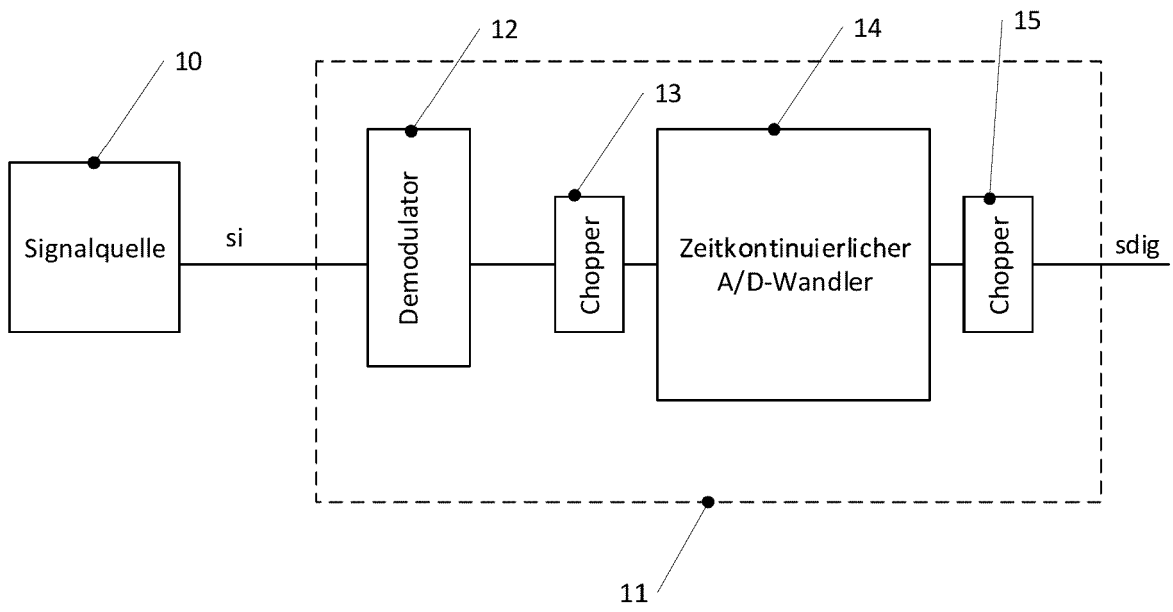 12
14
15
10
13
Signalquelle
si
Demodulator
Chopper
Zeitkontinuierlicher
A/D-Wandler
Chopper
sdig
11